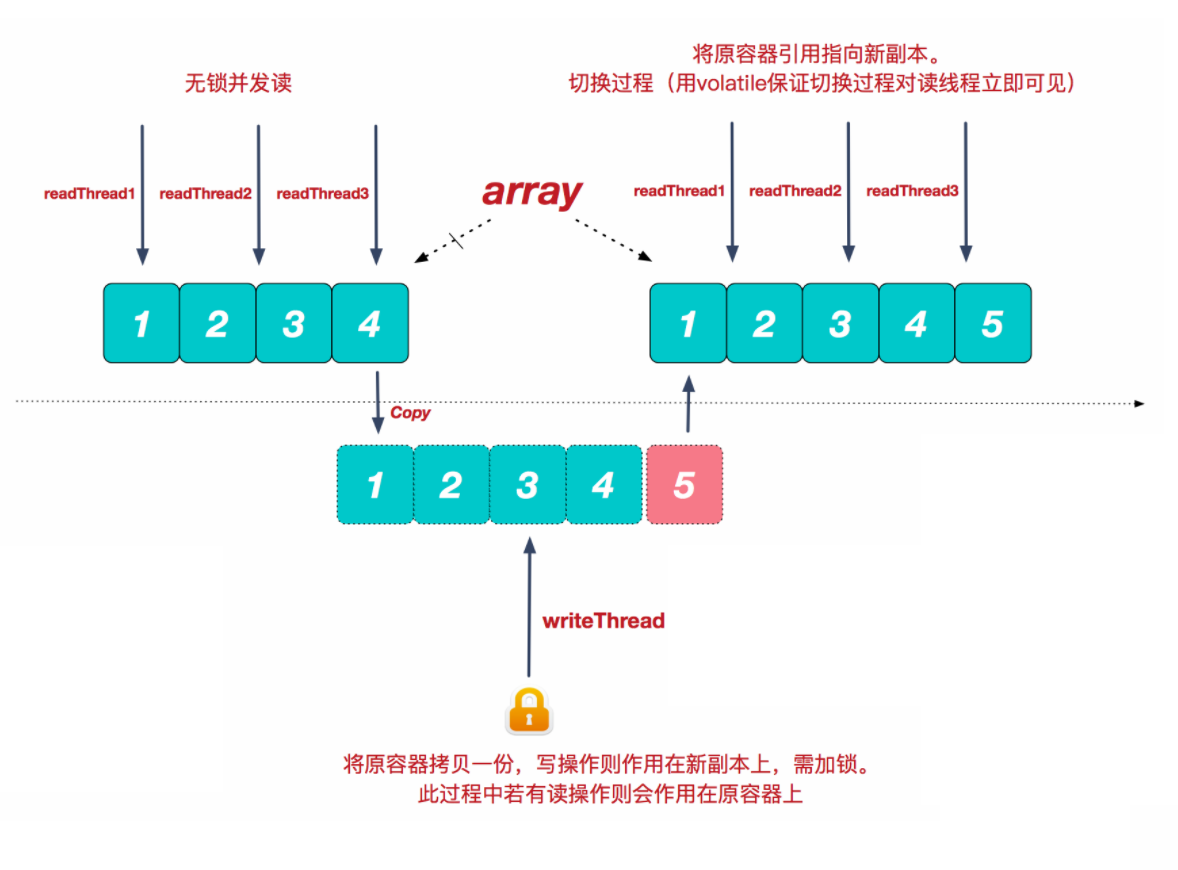 无锁并发读
将原容器引用指向新副本。
切换过程（用volatile保证切换过程对读线程立即可见）
readThread1 readThread2 readThread3
array
readThread1 readThread2 readThread3
1 2 3 4
1 2 3 4 5
Copy
1 2 3 4 5
writeThread
将原容器拷贝一份，写操作则作用在新副本上，需加锁。
此过程中若有读操作则会作用在原容器上